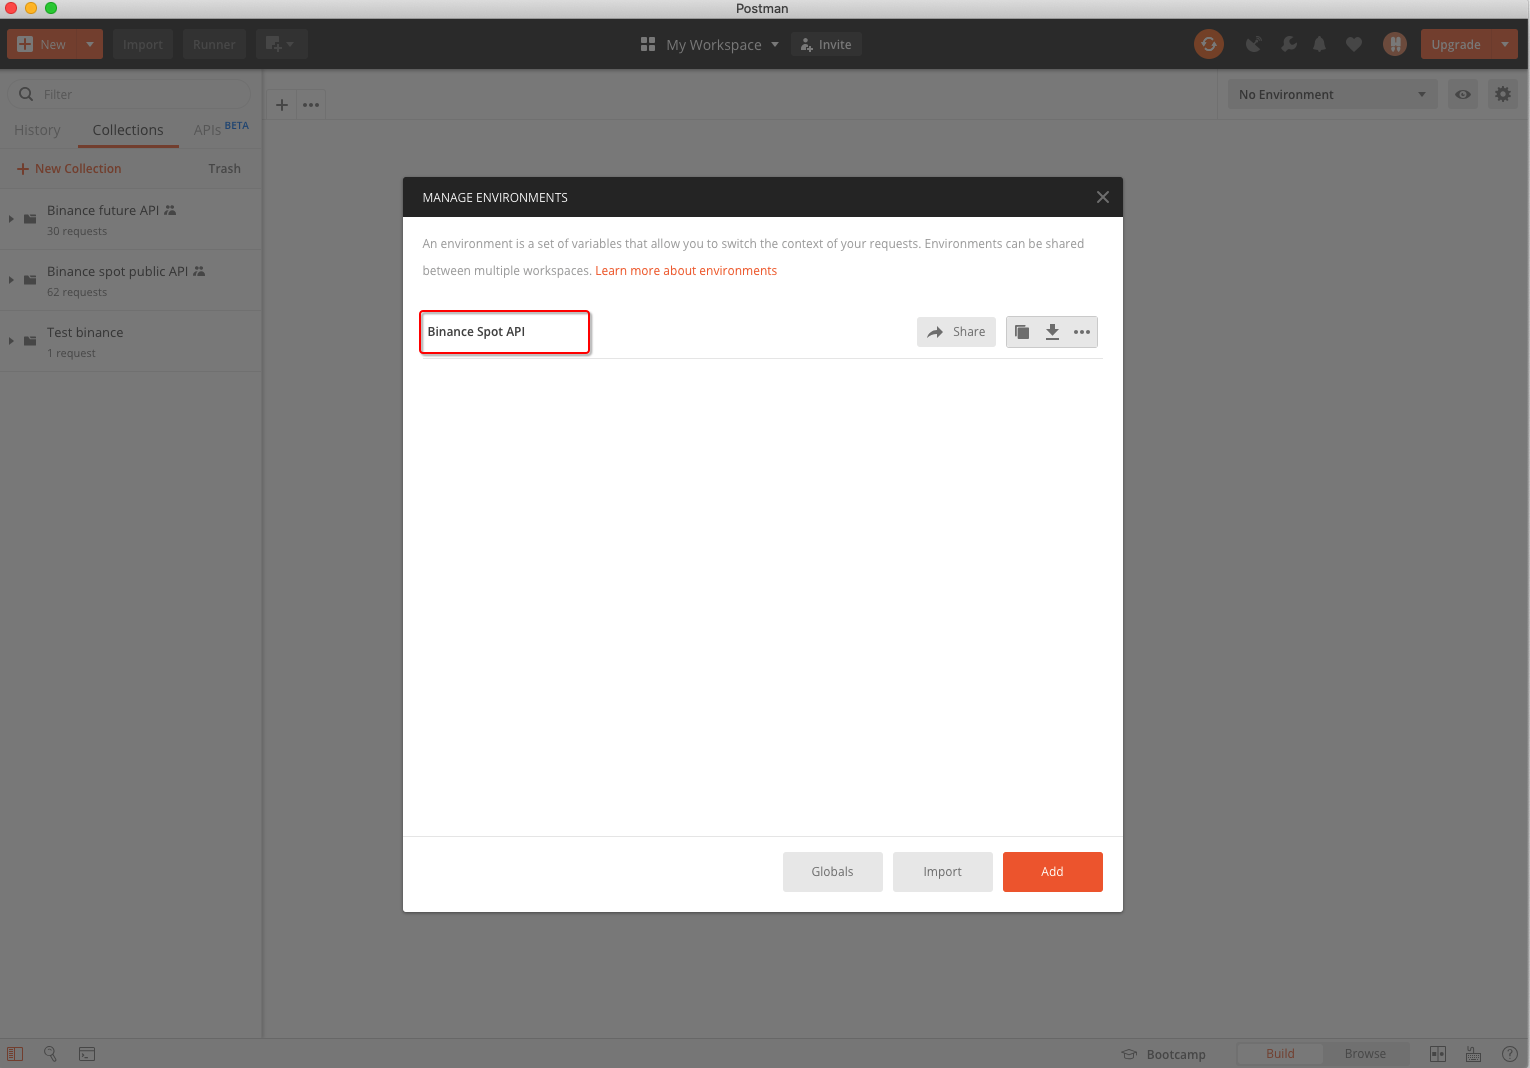 Postman
New
Import
Runner
My Workspace
Invite
Upgrade
Filter
No Environment
History
Collections
APIs BETA
+ New Collection
Trash
Binance future API
30 requests
Binance spot public API
62 requests
Test binance
1 request
MANAGE ENVIRONMENTS
An environment is a set of variables that allow you to switch the context of your requests. Environments can be shared
between multiple workspaces. Learn more about environments
Binance Spot API
Share
Globals
Import
Add
Bootcamp
Build
Browse